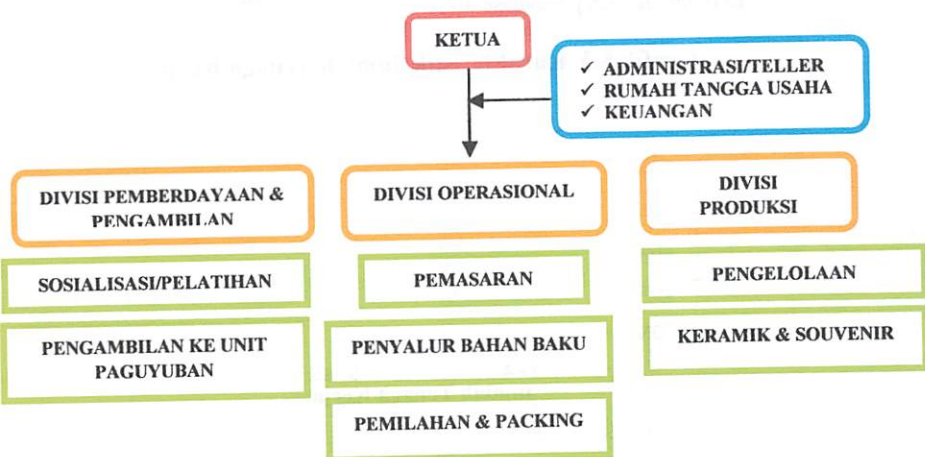 KETUA
✓ ADMINISTRASI/TELLER
✓ RUMAH TANGGA USAHA
✓ KEUANGAN
DIVISI PEMBERDAYAAN &
PENGAMBILAN
DIVISI OPERASIONAL
DIVISI
PRODUKSI
SOSIALISASI/PELATIHAN
PEMASARAN
PENGELOLAAN
PENGAMBILAN KE UNIT
PAGUYUBAN
PENYALUR BAHAN BAKU
KERAMIK & SOUVENIR
PEMILAHAN & PACKING